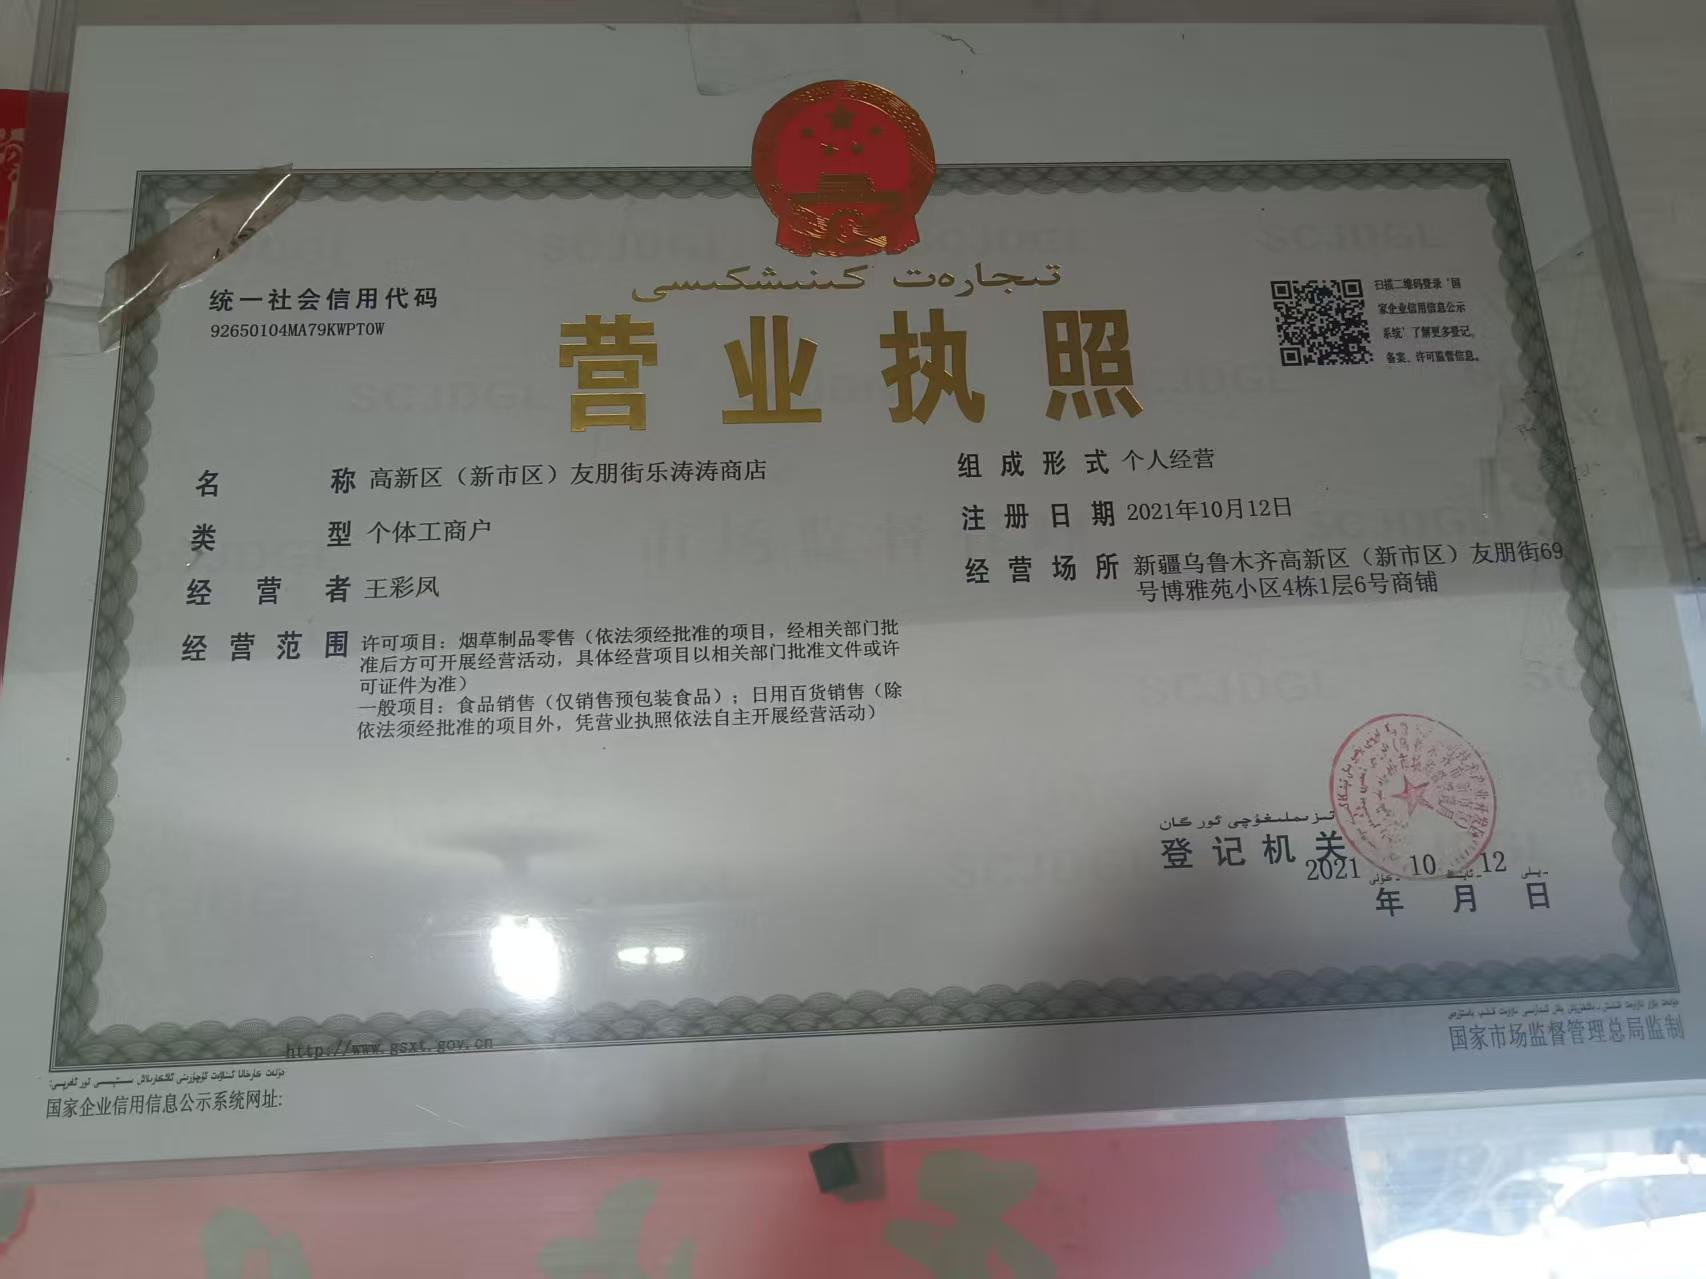 تىجارەت كىنىشكىسى
营业执照
统一社会信用代码
92650104MA79KWPT0W
扫描二维码登录‘国
家企业信用信息公示
系统’了解更多登记、
备案、许可监管信息。
名称 高新区（新市区）友朋街乐涛涛商店
类型 个体工商户
经营者 王彩凤
经营范围 许可项目：烟草制品零售（依法须经批准的项目，经相关部门批
准后方可开展经营活动，具体经营项目以相关部门批准文件或许
可证件为准）
一般项目：食品销售（仅销售预包装食品）；日用百货销售（除
依法须经批准的项目外，凭营业执照依法自主开展经营活动）
组成形式 个人经营
注册日期 2021年10月12日
经营场所 新疆乌鲁木齐高新区（新市区）友朋街69
号博雅苑小区4栋1层6号商铺
تىزىملىغۇچى ئورگان
登记机关
2021 10 12
年 月 日
http://www.gsxt.gov.cn
国家企业信用信息公示系统网址:
国家市场监督管理总局监制
SCJDGL